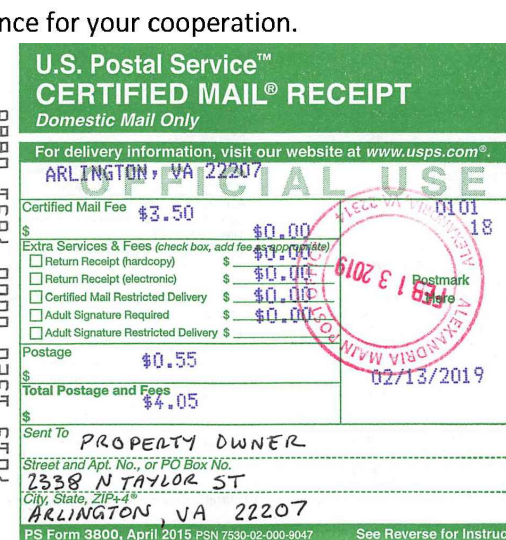 nce for your cooperation.
U.S. Postal Service™
CERTIFIED MAIL® RECEIPT
Domestic Mail Only
For delivery information, visit our website at www.usps.com®.
ARLINGTON, VA 22207
OFFICIAL USE
Certified Mail Fee $3.50
$ $0.00
0101
18
Extra Services & Fees (check box, add fee as appropriate)
$0.00
Return Receipt (hardcopy) $
Return Receipt (electronic) $ $0.00
Certified Mail Restricted Delivery $ $0.00
Adult Signature Required $ $0.00
Adult Signature Restricted Delivery $
Postmark
Here
ALEXANDRIA VA 22314
FEB 13 2019
ALEXANDRIA MAIN POST OFFICE
Postage $0.55
$
02/13/2019
Total Postage and Fees $4.05
$
Sent To PROPERTY OWNER
Street and Apt. No., or PO Box No.
2338 N TAYLOR ST
City, State, ZIP+4®
ARLINGTON, VA 22207
PS Form 3800, April 2015 PSN 7530-02-000-9047 See Reverse for Instruc